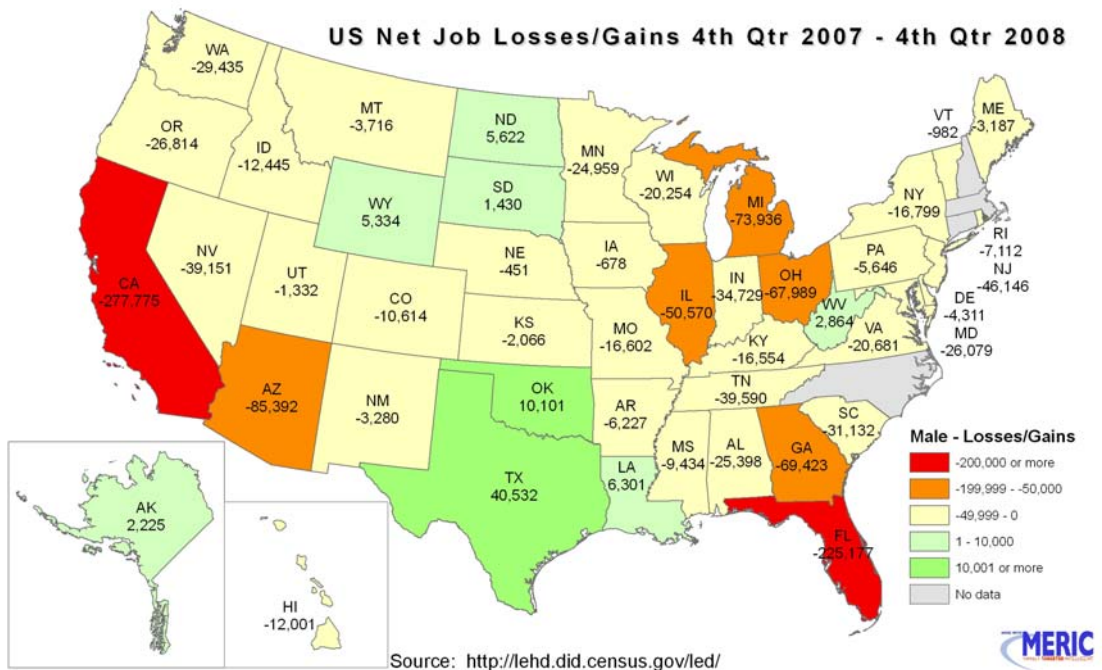 US Net Job Losses/Gains 4th Qtr 2007 - 4th Qtr 2008
WA
-29,435
OR
-26,814
ID
-12,445
MT
-3,716
ND
5,622
SD
1,430
WY
5,334
MN
-24,959
WI
-20,254
MI
-73,936
VT
-982
ME
-3,187
NY
-16,799
RI
-7,112
NJ
-46,146
PA
-5,646
DE
-4,311
MD
-26,079
CA
-277,775
NV
-39,151
UT
-1,332
CO
-10,614
NE
-451
KS
-2,066
IA
-678
MO
-16,602
IL
-50,570
IN
-34,729
OH
-67,989
WV
2,864
VA
-20,681
KY
-16,554
TN
-39,590
AZ
-85,392
NM
-3,280
OK
10,101
TX
40,532
AR
-6,227
LA
6,301
MS
-9,434
AL
-25,398
GA
-69,423
SC
-31,132
FL
-225,177
AK
2,225
HI
-12,001
Male - Losses/Gains
-200,000 or more
-199,999 - -50,000
-49,999 - 0
1 - 10,000
10,001 or more
No data
Source: http://lehd.did.census.gov/led/
MERIC